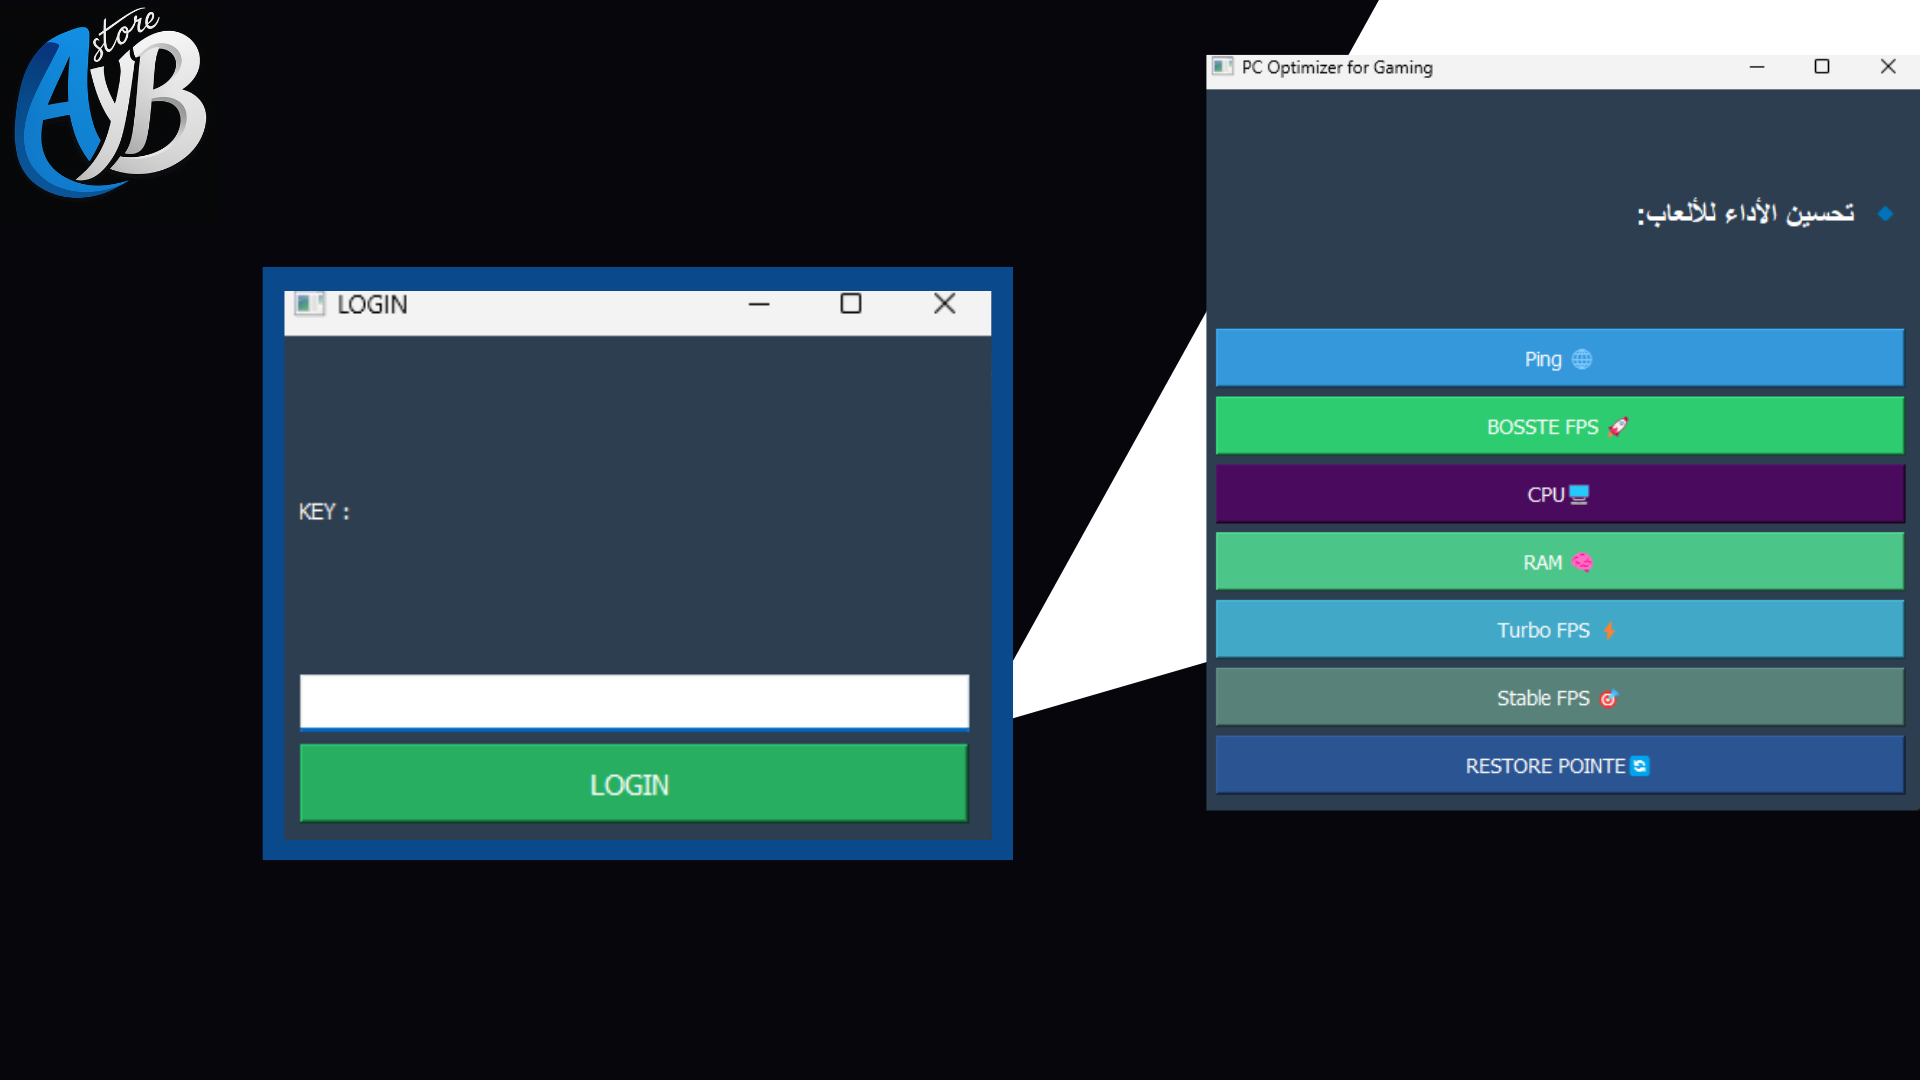 store
AyB
LOGIN
KEY :
LOGIN
PC Optimizer for Gaming
تحسين الأداء للألعاب:
Ping
BOSSTE FPS
CPU
RAM
Turbo FPS
Stable FPS
RESTORE POINTE